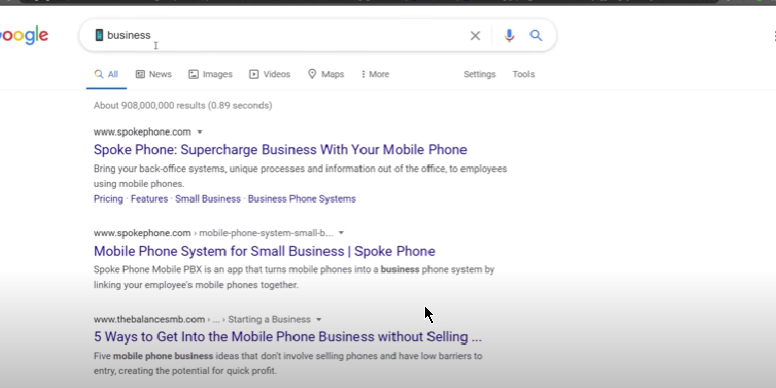 oogle
📱 business
All News Images Videos Maps More Settings Tools
About 908,000,000 results (0.89 seconds)
www.spokephone.com
Spoke Phone: Supercharge Business With Your Mobile Phone
Bring your back-office systems, unique processes and information out of the office, to employees
using mobile phones.
Pricing · Features · Small Business · Business Phone Systems
www.spokephone.com › mobile-phone-system-small-b...
Mobile Phone System for Small Business | Spoke Phone
Spoke Phone Mobile PBX is an app that turns mobile phones into a business phone system by
linking your employee's mobile phones together.
www.thebalancesmb.com › ... › Starting a Business
5 Ways to Get Into the Mobile Phone Business without Selling ...
Five mobile phone business ideas that don't involve selling phones and have low barriers to
entry, creating the potential for quick profit.